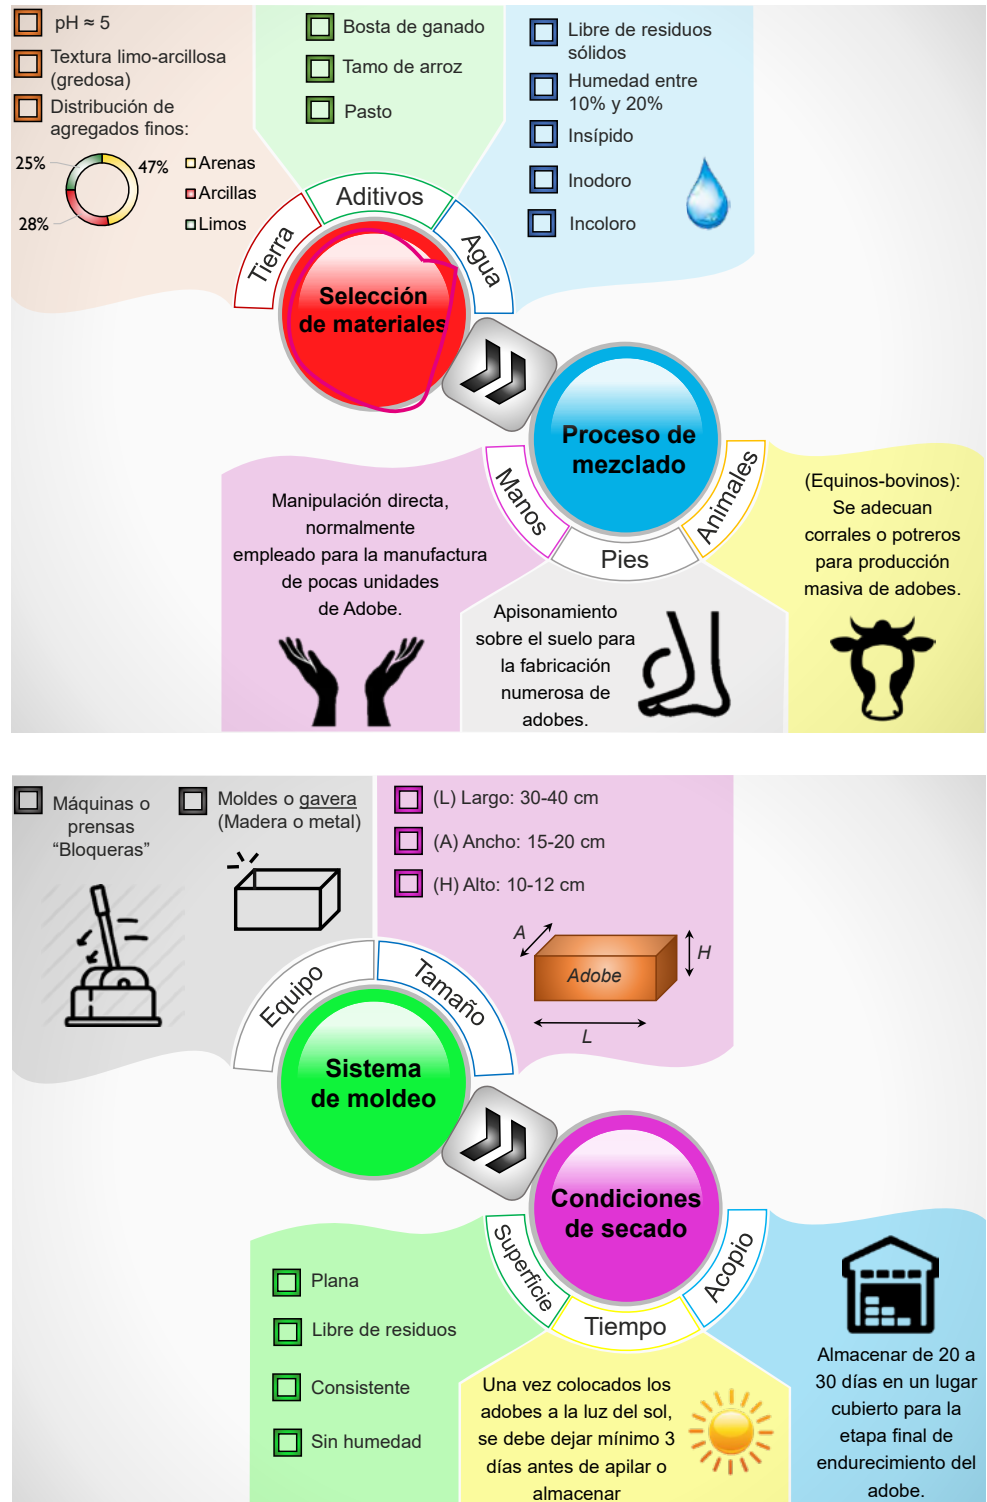 pH ≈ 5
Textura limo-arcillosa
(gredosa)
Distribución de
agregados finos:
25%
47%
28%
Arenas
Arcillas
Limos
Bosta de ganado
Tamo de arroz
Pasto
Libre de residuos
sólidos
Humedad entre
10% y 20%
Insípido
Inodoro
Incoloro
Tierra
Aditivos
Agua
Selección
de materiales
Proceso de
mezclado
Manos
Pies
Animales
Manipulación directa,
normalmente
empleado para la manufactura
de pocas unidades
de Adobe.
Apisonamiento
sobre el suelo para
la fabricación
numerosa de
adobes.
(Equinos-bovinos):
Se adecuan
corrales o potreros
para producción
masiva de adobes.
Máquinas o
prensas
“Bloqueras”
Moldes o gavera
(Madera o metal)
(L) Largo: 30-40 cm
(A) Ancho: 15-20 cm
(H) Alto: 10-12 cm
A
H
Adobe
L
Equipo
Tamaño
Sistema
de moldeo
Condiciones
de secado
Superficie
Tiempo
Acopio
Plana
Libre de residuos
Consistente
Sin humedad
Una vez colocados los
adobes a la luz del sol,
se debe dejar mínimo 3
días antes de apilar o
almacenar
Almacenar de 20 a
30 días en un lugar
cubierto para la
etapa final de
endurecimiento del
adobe.